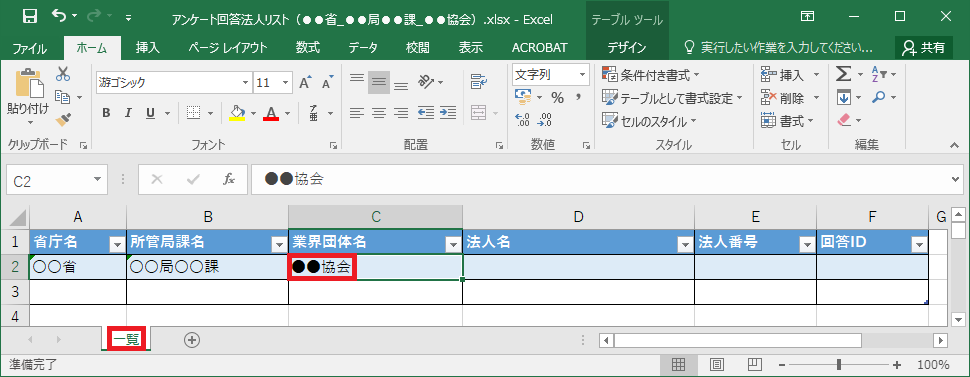 アンケート回答法人リスト（●●省_●●局●●課_●●協会）.xlsx - Excel
テーブル ツール
ファイル ホーム 挿入 ページ レイアウト 数式 データ 校閲 表示 ACROBAT デザイン 実行したい作業を入力してください... 共有
貼り付け
游ゴシック 11 A A
B I U A 亜
文字列
% ,
条件付き書式
テーブルとして書式設定
セルのスタイル
挿入
削除
書式
クリップボード フォント 配置 数値 スタイル セル 編集
C2 fx ●●協会
A B C D E F G
1 省庁名 所管局課名 業界団体名 法人名 法人番号 回答ID
2 〇〇省 〇〇局〇〇課 ●●協会
3
4
一覧
準備完了 100%